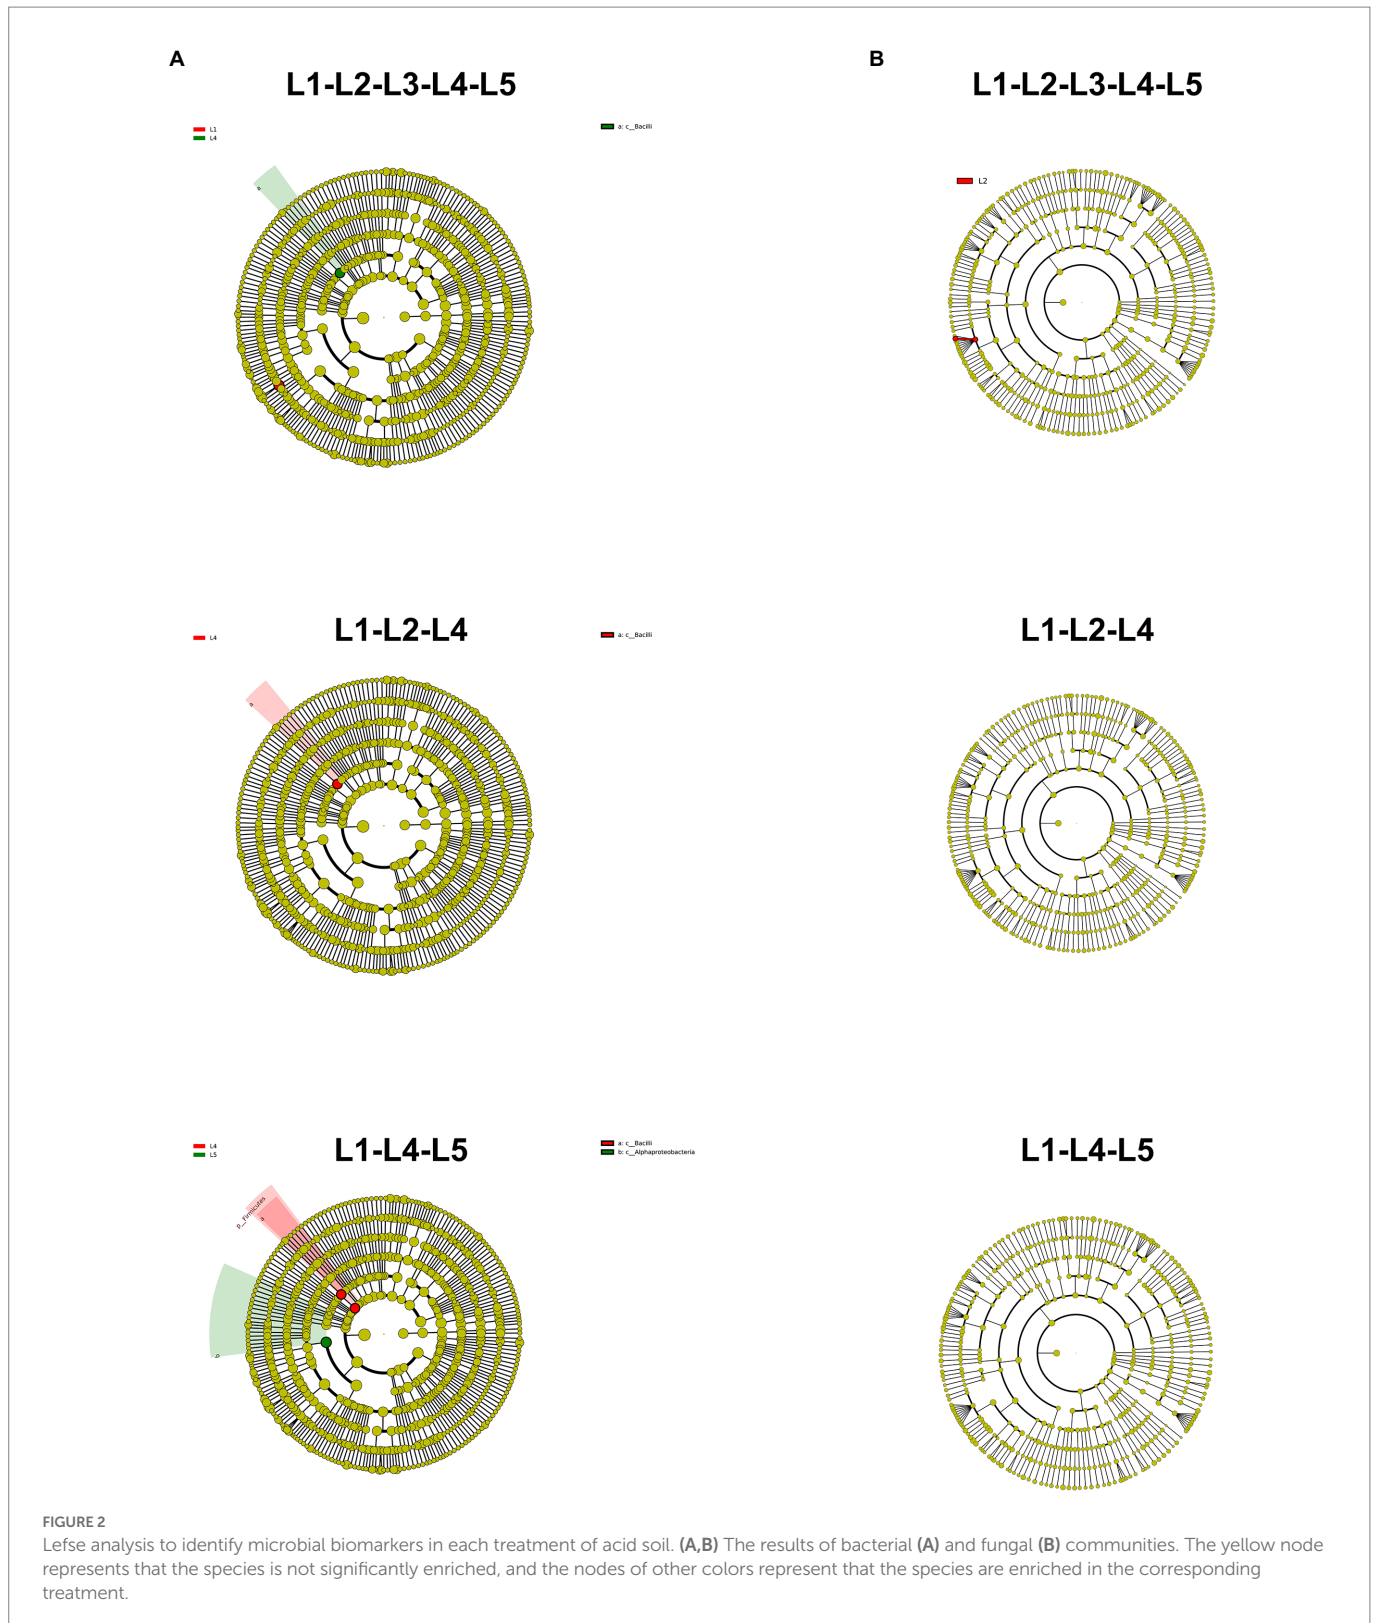 A
L1-L2-L3-L4-L5
L1
L4
a: c__Bacilli
a
B
L1-L2-L3-L4-L5
L2
L1-L2-L4
L4
a: c__Bacilli
a
L1-L2-L4
L1-L4-L5
L4
L5
a: c__Bacilli
b: c__Alphaproteobacteria
p__Firmicutes
a
b
L1-L4-L5
FIGURE 2
Lefse analysis to identify microbial biomarkers in each treatment of acid soil. (A,B) The results of bacterial (A) and fungal (B) communities. The yellow node
represents that the species is not significantly enriched, and the nodes of other colors represent that the species are enriched in the corresponding
treatment.